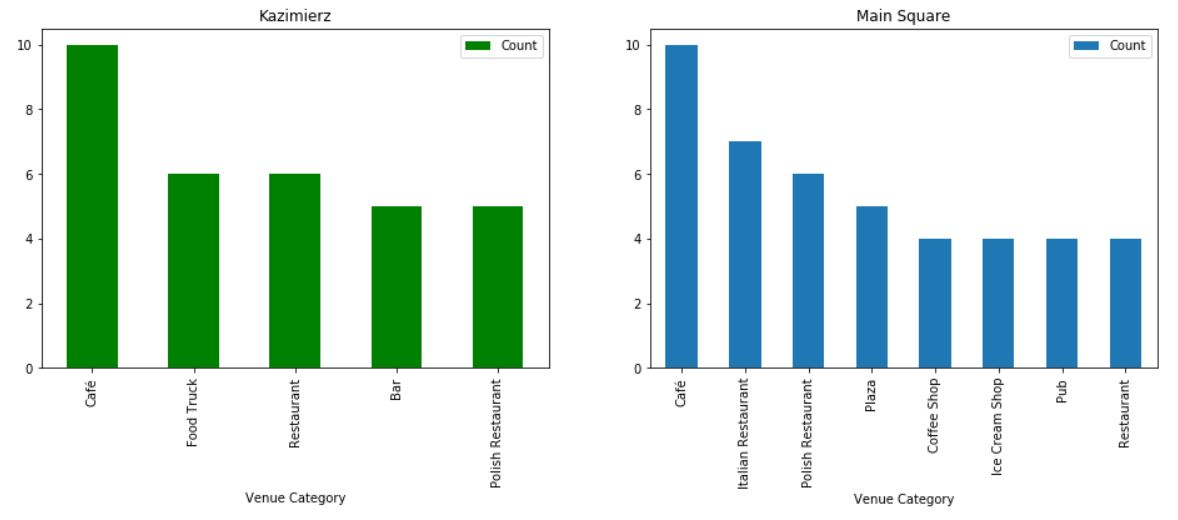 Kazimierz
Count
10
8
6
4
2
0
Café
Food Truck
Restaurant
Bar
Polish Restaurant
Venue Category
Main Square
Count
10
8
6
4
2
0
Café
Italian Restaurant
Polish Restaurant
Plaza
Coffee Shop
Ice Cream Shop
Pub
Restaurant
Venue Category